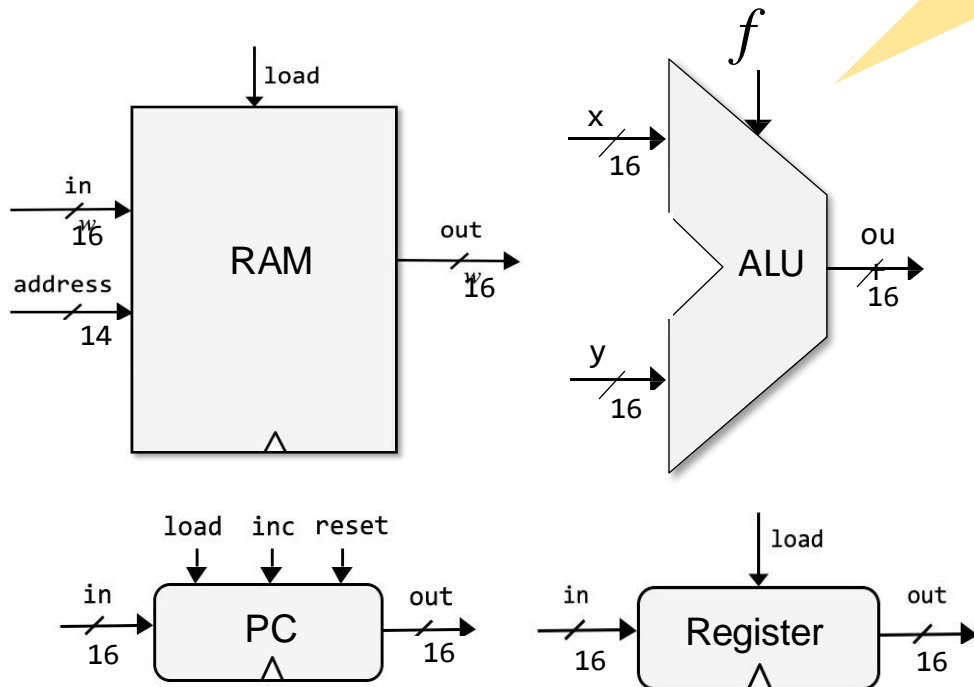 load
in
w
16
address
14
RAM
out
w
16
f
x
16
y
16
ALU
ou
16
load inc reset
in
16
PC
out
16
load
in
16
Register
out
16